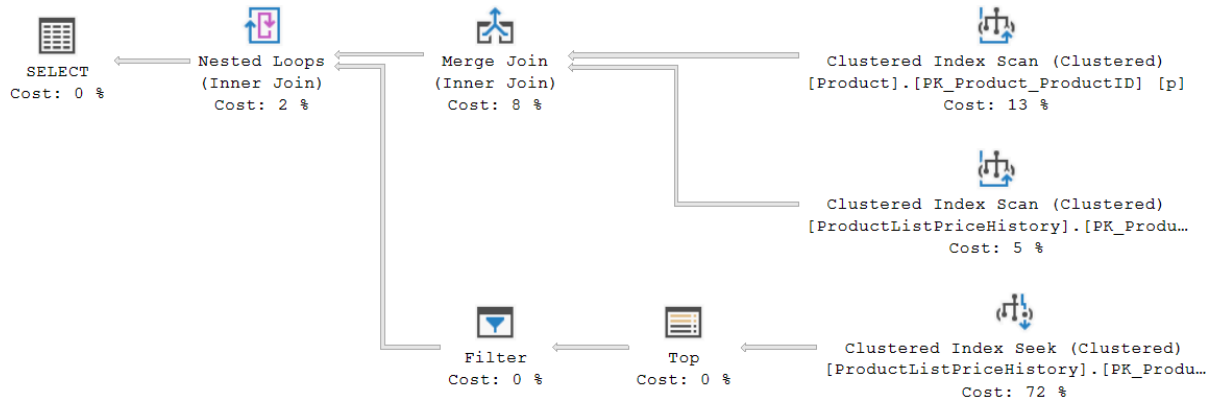 SELECT
Cost: 0 %
Nested Loops
(Inner Join)
Cost: 2 %
Merge Join
(Inner Join)
Cost: 8 %
Clustered Index Scan (Clustered)
[Product].[PK_Product_ProductID] [p]
Cost: 13 %
Clustered Index Scan (Clustered)
[ProductListPriceHistory].[PK_Produ…
Cost: 5 %
Filter
Cost: 0 %
Top
Cost: 0 %
Clustered Index Seek (Clustered)
[ProductListPriceHistory].[PK_Produ…
Cost: 72 %